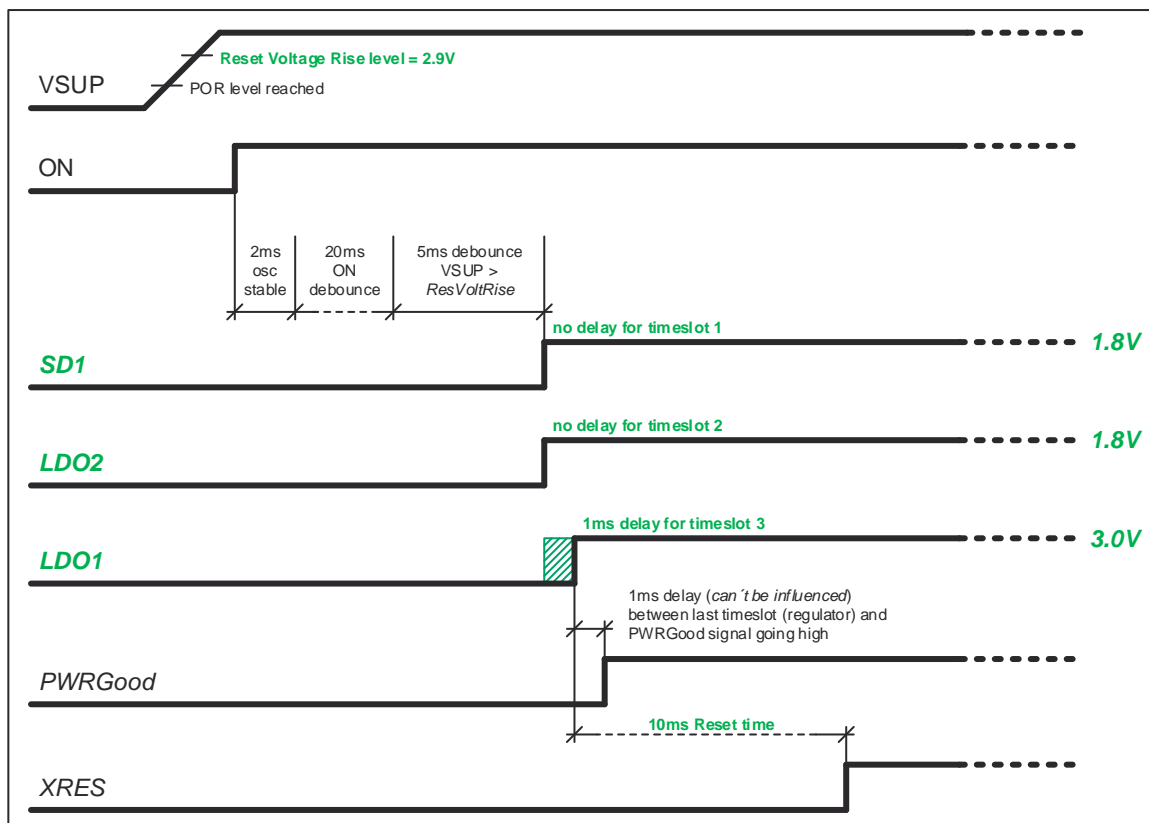 Reset Voltage Rise level = 2.9V
VSUP
POR level reached
ON
2ms
osc
stable
20ms
ON
debounce
5ms debounce
VSUP >
ResVoltRise
no delay for timeslot 1
SD1
1.8V
no delay for timeslot 2
LDO2
1.8V
1ms delay for timeslot 3
LDO1
3.0V
1ms delay (can´t be influenced)
between last timeslot (regulator) and
PWRGood signal going high
PWRGood
10ms Reset time
XRES